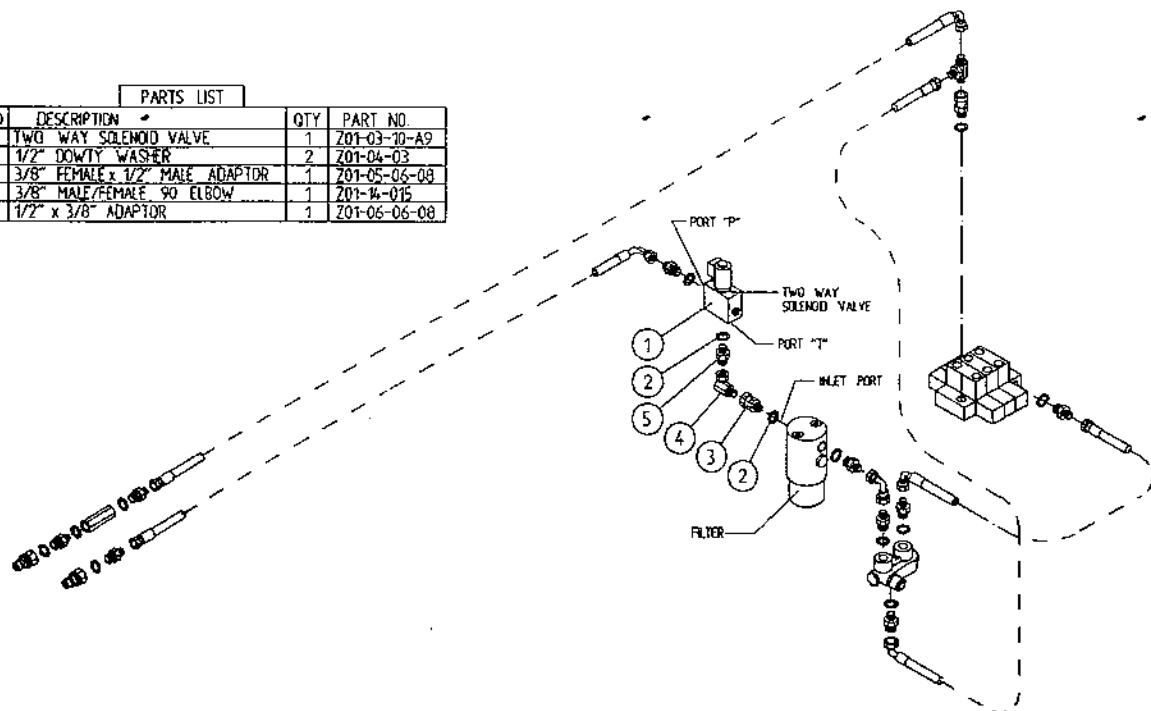 PARTS LIST
DESCRIPTION QTY PART NO.
TWO WAY SOLENOID VALVE 1 Z01-03-10-A9
1/2" DOWTY WASHER 2 Z01-04-03
3/8" FEMALE x 1/2" MALE ADAPTOR 1 Z01-05-06-08
3/8" MALE/FEMALE 90 ELBOW 1 Z01-14-015
1/2" x 3/8" ADAPTOR 1 Z01-06-06-08
PORT "P"
TWO WAY
SOLENOID VALVE
1
PORT "T"
2
INLET PORT
5
4
3
2
FILTER